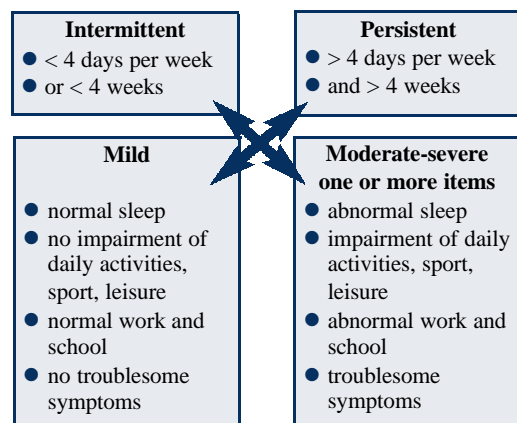 Intermittent
● < 4 days per week
● or < 4 weeks
Persistent
● > 4 days per week
● and > 4 weeks
Mild
● normal sleep
● no impairment of
daily activities,
sport, leisure
● normal work and
school
● no troublesome
symptoms
Moderate-severe
one or more items
● abnormal sleep
● impairment of daily
activities, sport,
leisure
● abnormal work and
school
● troublesome
symptoms